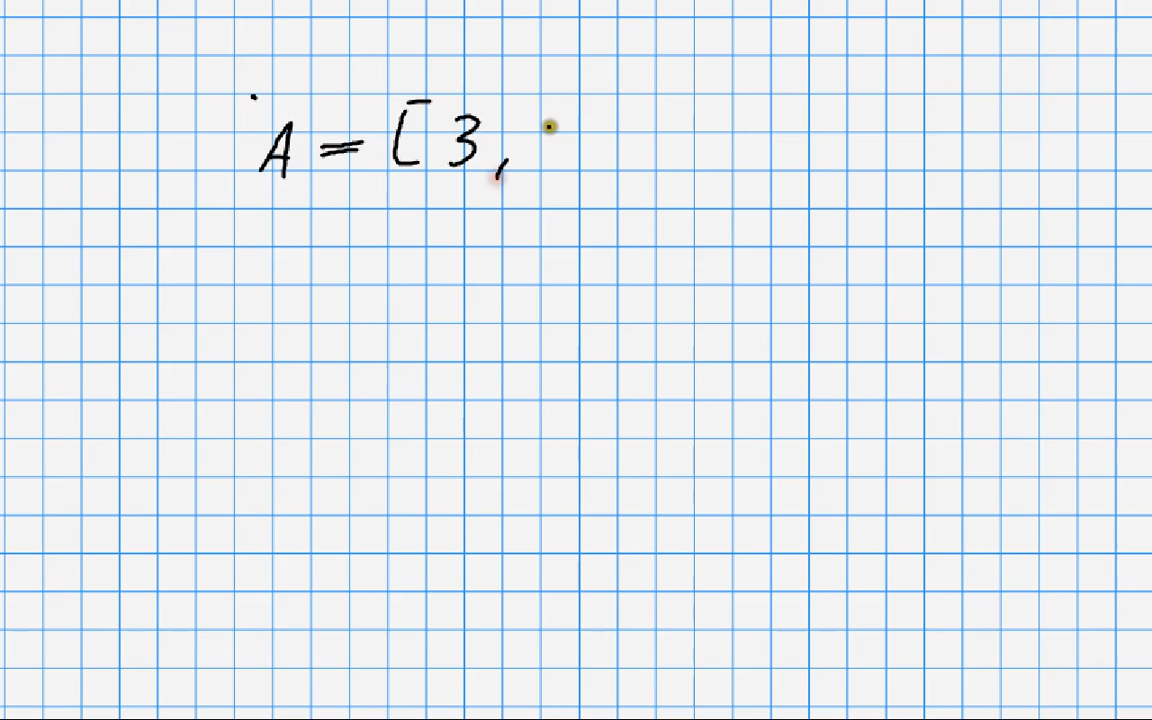 A = [ 3 ,